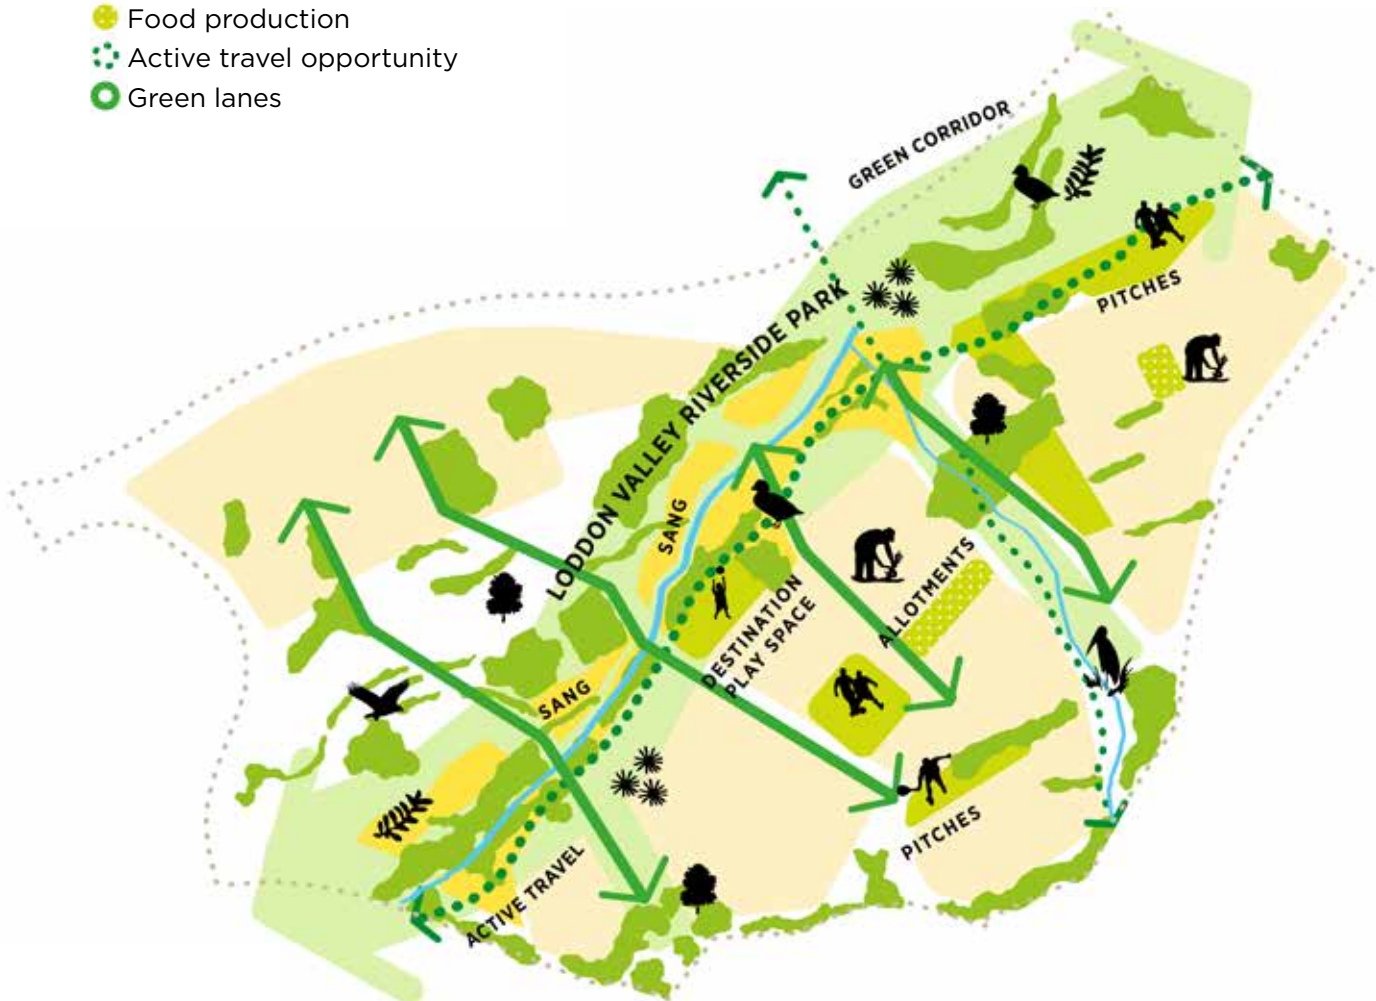 Food production
Active travel opportunity
Green lanes
GREEN CORRIDOR
PITCHES
LODDON VALLEY RIVERSIDE PARK
SANG
ALLOTMENTS
DESTINATION
PLAY SPACE
SANG
PITCHES
ACTIVE TRAVEL